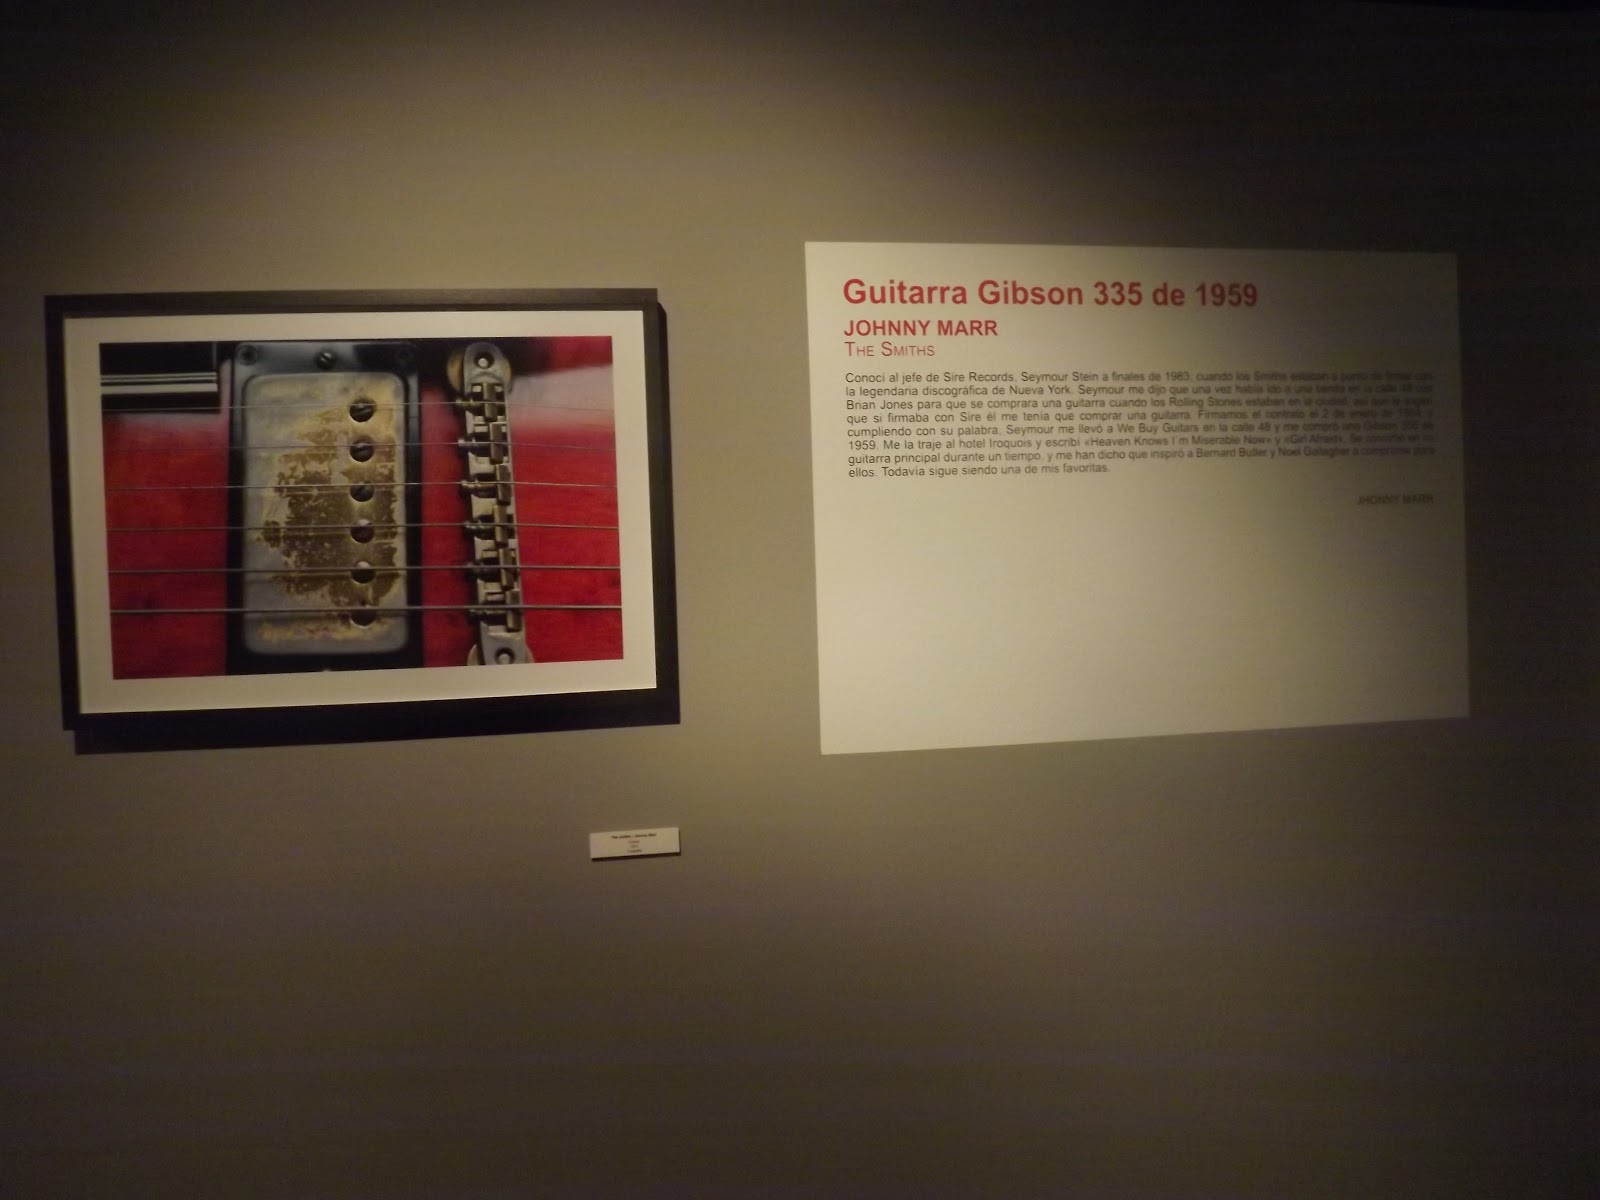 Guitarra Gibson 335 de 1959
JOHNNY MARR
THE SMITHS
Conocí al jefe de Sire Records, Seymour Stein a finales de 1983, cuando los Smiths estaban a punto de firmar con
la legendaria discográfica de Nueva York. Seymour me dijo que una vez había ido a una tienda en la calle 48 con
Brian Jones para que se comprara una guitarra cuando los Rolling Stones estaban en la ciudad, así que le sugerí
que si firmaba con Sire él me tenía que comprar una guitarra. Firmamos el contrato el 2 de enero de 1984, y
cumpliendo con su palabra, Seymour me llevó a We Buy Guitars en la calle 48 y me compró una Gibson 335 de
1959. Me la traje al hotel Iroquois y escribí «Heaven Knows I´m Miserable Now» y «Girl Afraid». Se convirtió en mi
guitarra principal durante un tiempo, y me han dicho que inspiró a Bernard Butler y Noel Gallagher a comprarse para
ellos. Todavía sigue siendo una de mis favoritas.
JHONNY MARR